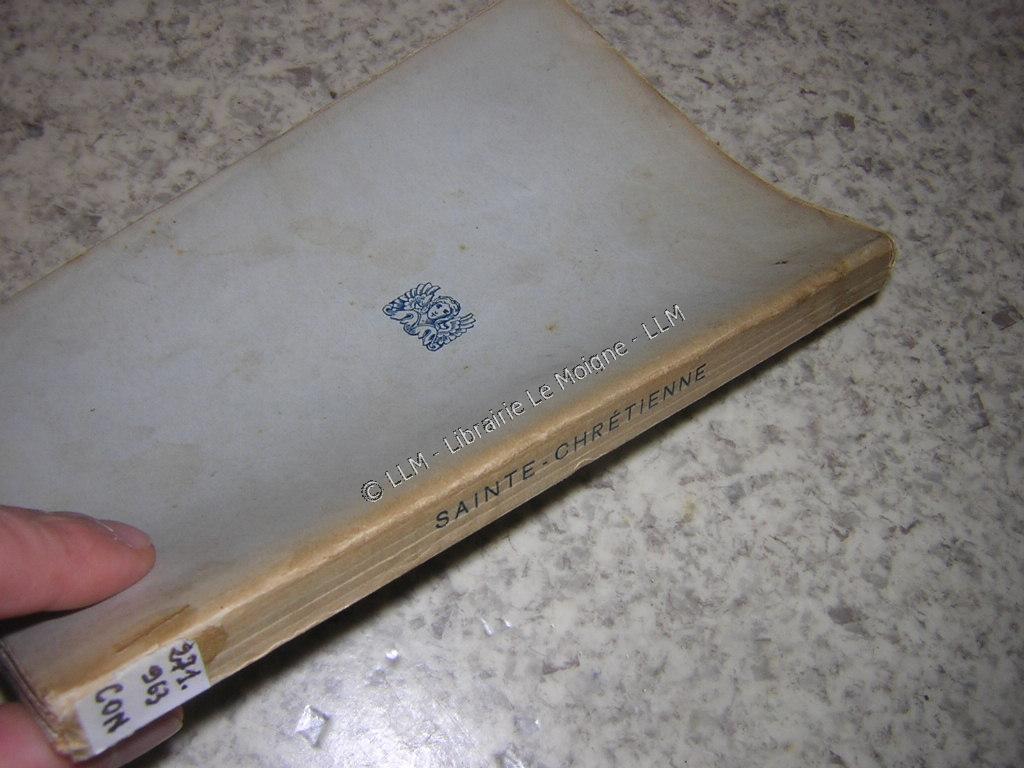 © LLM - Librairie Le Moigne - LLM
SAINTE-CHRÉTIENNE
271.
963
CON